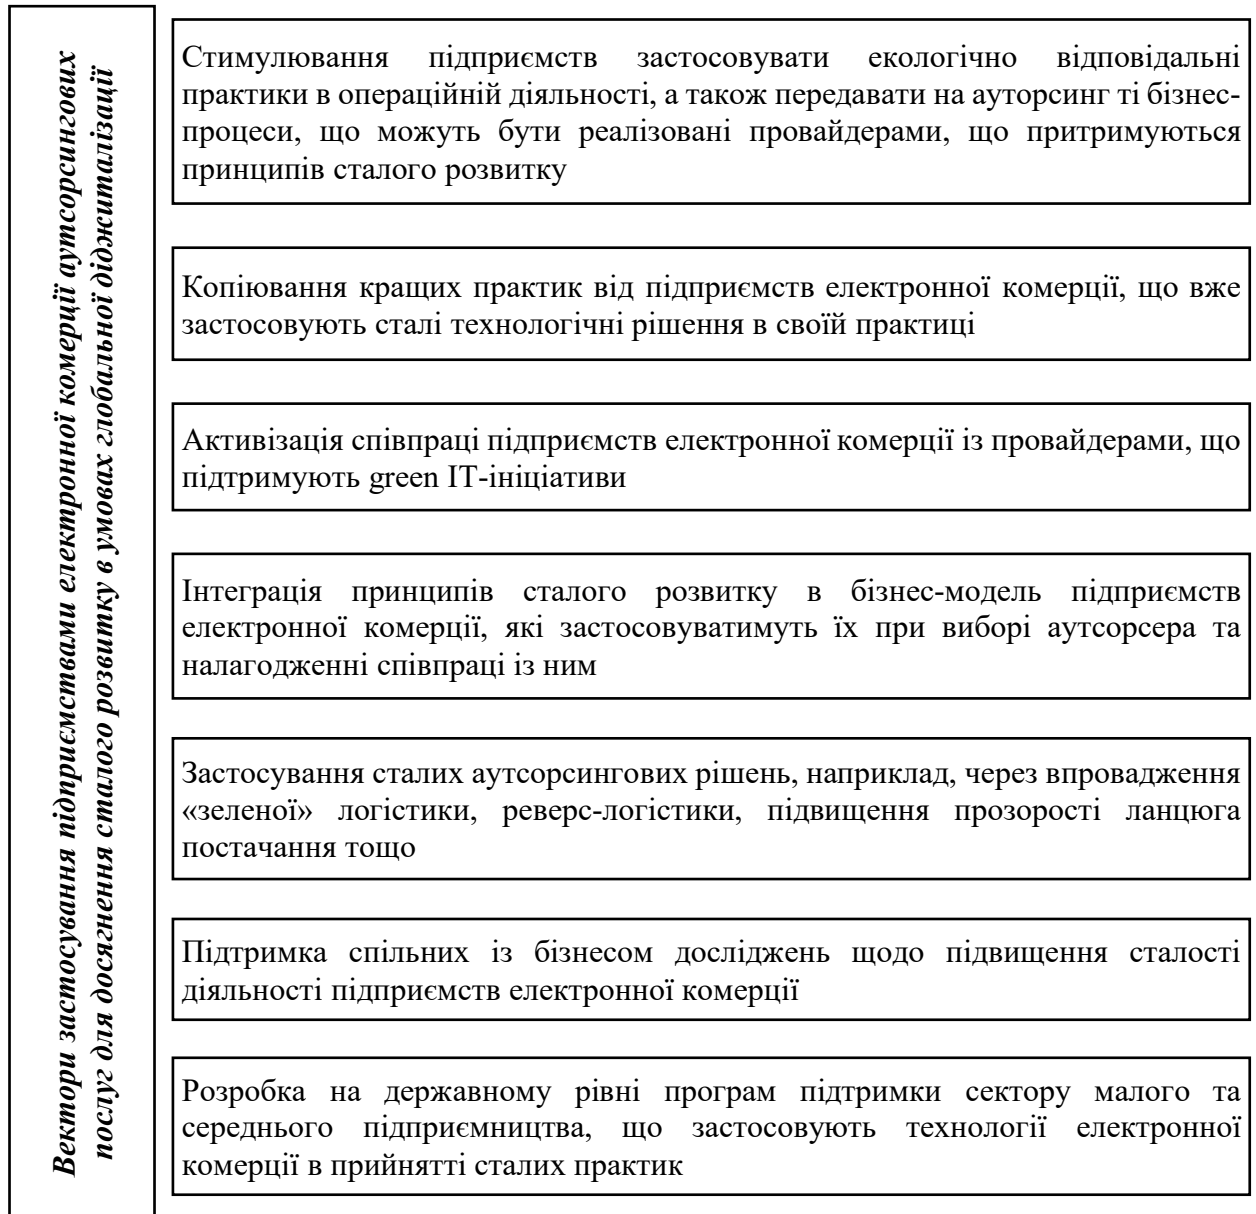 Вектори застосування підприємствами електронної комерції аутсорсингових
послуг для досягнення сталого розвитку в умовах глобальної діджиталізації
Стимулювання підприємств застосовувати екологічно відповідальні
практики в операційній діяльності, а також передавати на ауторсинг ті бізнес-
процеси, що можуть бути реалізовані провайдерами, що притримуються
принципів сталого розвитку
Копіювання кращих практик від підприємств електронної комерції, що вже
застосовують сталі технологічні рішення в своїй практиці
Активізація співпраці підприємств електронної комерції із провайдерами, що
підтримують green IT-ініціативи
Інтеграція принципів сталого розвитку в бізнес-модель підприємств
електронної комерції, які застосовуватимуть їх при виборі аутсорсера та
налагодженні співпраці із ним
Застосування сталих аутсорсингових рішень, наприклад, через впровадження
«зеленої» логістики, реверс-логістики, підвищення прозорості ланцюга
постачання тощо
Підтримка спільних із бізнесом досліджень щодо підвищення сталості
діяльності підприємств електронної комерції
Розробка на державному рівні програм підтримки сектору малого та
середнього підприємництва, що застосовують технології електронної
комерції в прийнятті сталих практик